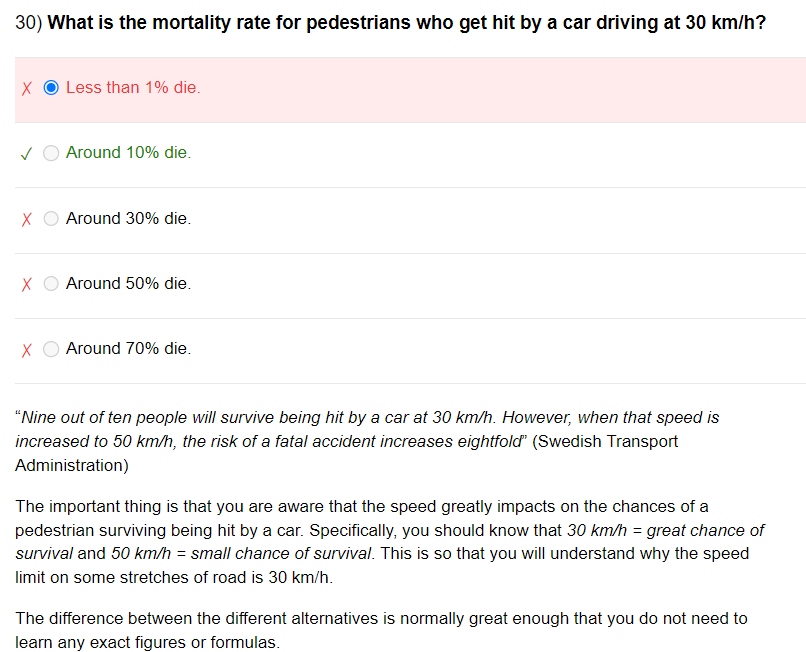 30) What is the mortality rate for pedestrians who get hit by a car driving at 30 km/h?
Less than 1% die.
Around 10% die.
Around 30% die.
Around 50% die.
Around 70% die.
“Nine out of ten people will survive being hit by a car at 30 km/h. However, when that speed is
increased to 50 km/h, the risk of a fatal accident increases eightfold” (Swedish Transport
Administration)
The important thing is that you are aware that the speed greatly impacts on the chances of a
pedestrian surviving being hit by a car. Specifically, you should know that 30 km/h = great chance of
survival and 50 km/h = small chance of survival. This is so that you will understand why the speed
limit on some stretches of road is 30 km/h.
The difference between the different alternatives is normally great enough that you do not need to
learn any exact figures or formulas.